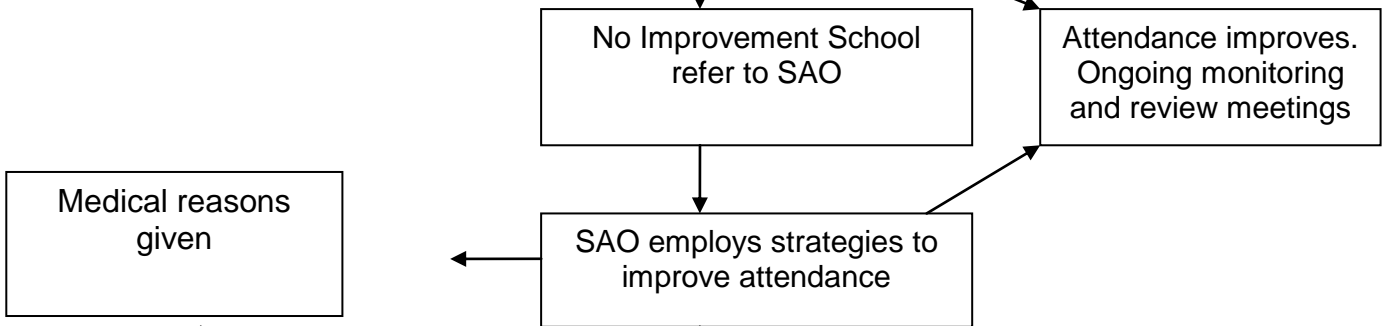 No Improvement School
refer to SAO
Attendance improves.
Ongoing monitoring
and review meetings
Medical reasons
given
SAO employs strategies to
improve attendance